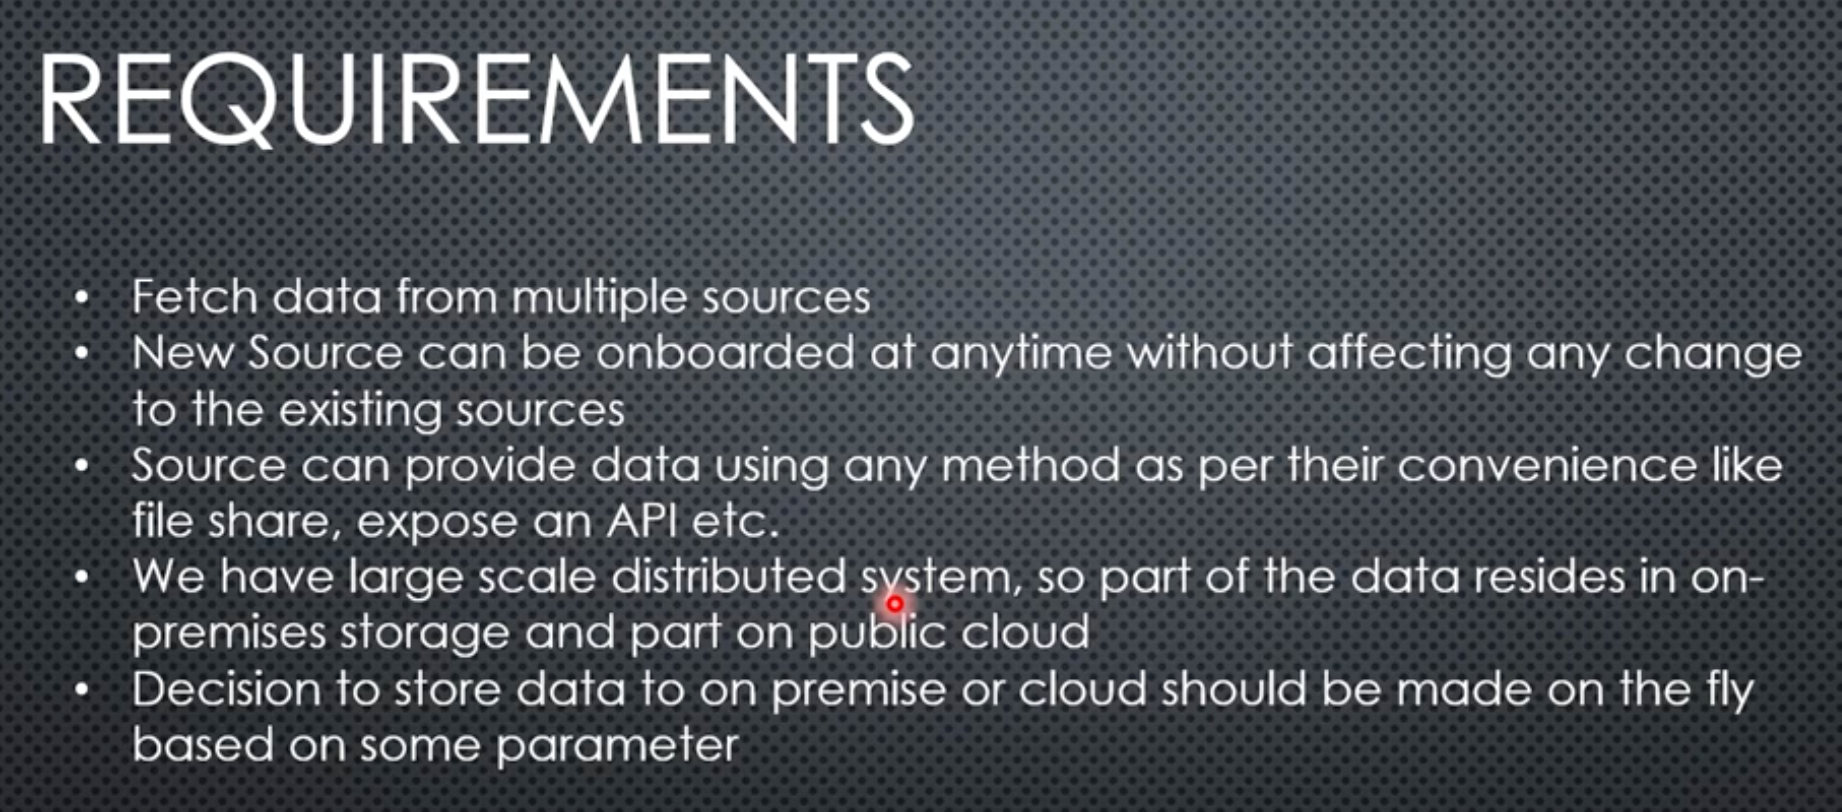 REQUIREMENTS
• Fetch data from multiple sources
• New Source can be onboarded at anytime without affecting any change
to the existing sources
• Source can provide data using any method as per their convenience like
file share, expose an API etc.
• We have large scale distributed system, so part of the data resides in on-
premises storage and part on public cloud
• Decision to store data to on premise or cloud should be made on the fly
based on some parameter